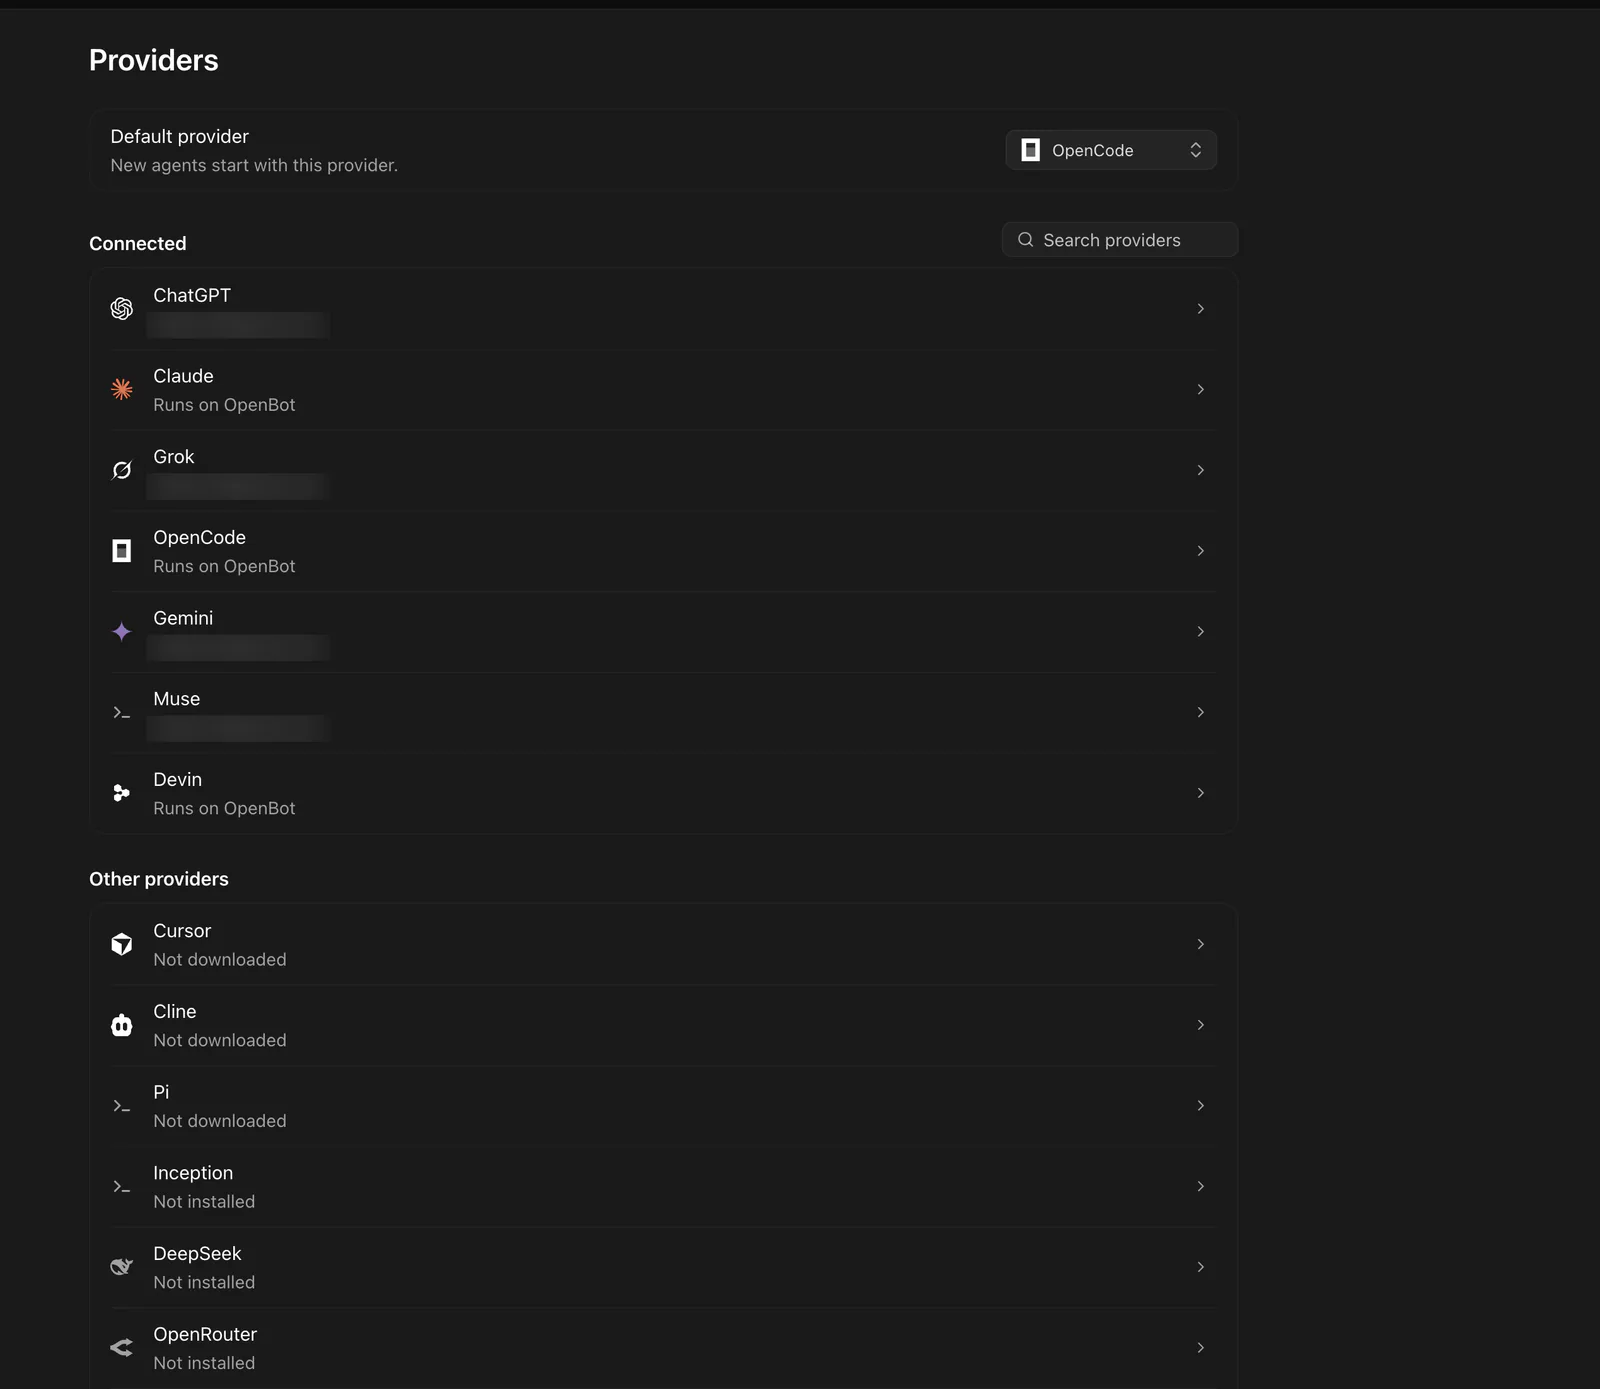 Providers
Default provider
New agents start with this provider.
OpenCode
Connected
Search providers
ChatGPT
Claude
Runs on OpenBot
Grok
OpenCode
Runs on OpenBot
Gemini
Muse
Devin
Runs on OpenBot
Other providers
Cursor
Not downloaded
Cline
Not downloaded
Pi
Not downloaded
Inception
Not installed
DeepSeek
Not installed
OpenRouter
Not installed